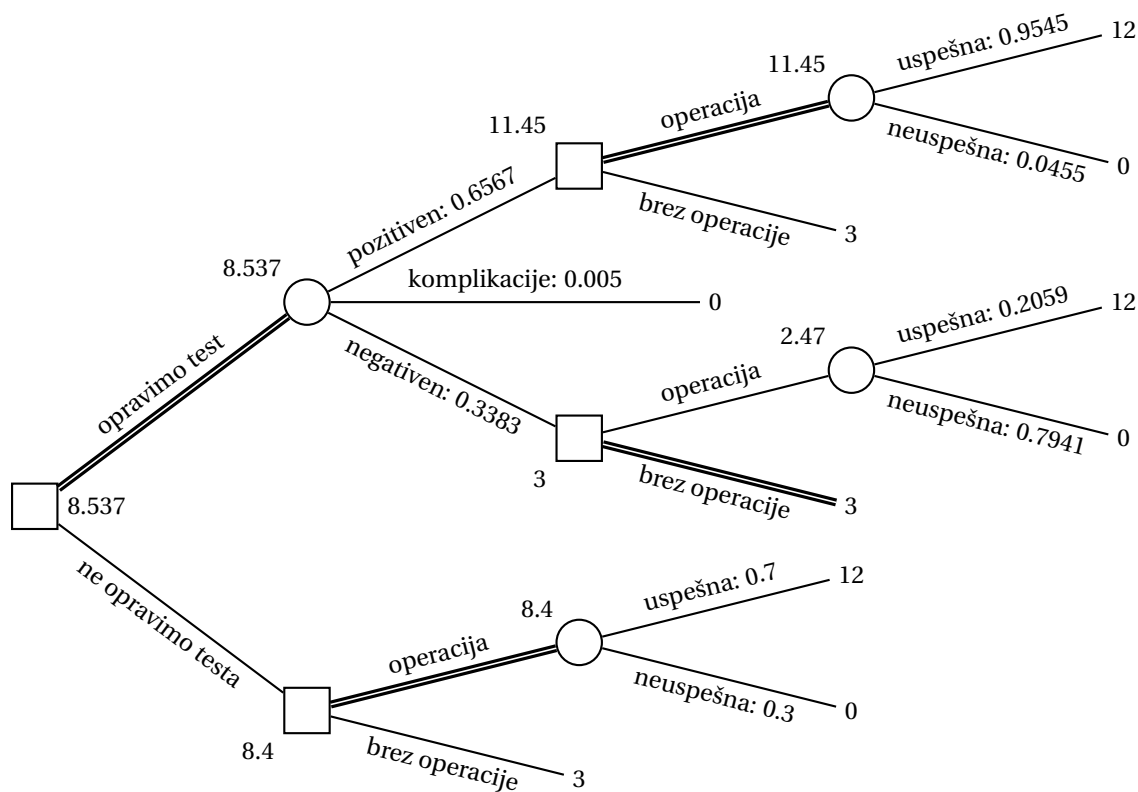 uspešna: 0.9545
12
11.45
operacija
neuspešna: 0.0455
0
11.45
pozitiven: 0.6567
brez operacije
3
8.537
komplikacije: 0.005
0
opravimo test
negativen: 0.3383
uspešna: 0.2059
12
2.47
operacija
neuspešna: 0.7941
0
3
brez operacije
3
8.537
ne opravimo testa
uspešna: 0.7
12
8.4
operacija
neuspešna: 0.3
0
8.4
brez operacije
3